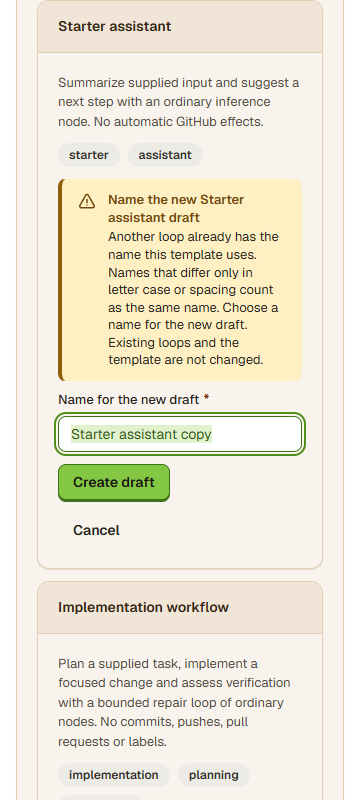 Starter assistant
Summarize supplied input and suggest a
next step with an ordinary inference
node. No automatic GitHub effects.
starter
assistant
Name the new Starter
assistant draft
Another loop already has the
name this template uses.
Names that differ only in
letter case or spacing count
as the same name. Choose a
name for the new draft.
Existing loops and the
template are not changed.
Name for the new draft *
Starter assistant copy
Create draft
Cancel
Implementation workflow
Plan a supplied task, implement a
focused change and assess verification
with a bounded repair loop of ordinary
nodes. No commits, pushes, pull
requests or labels.
implementation
planning